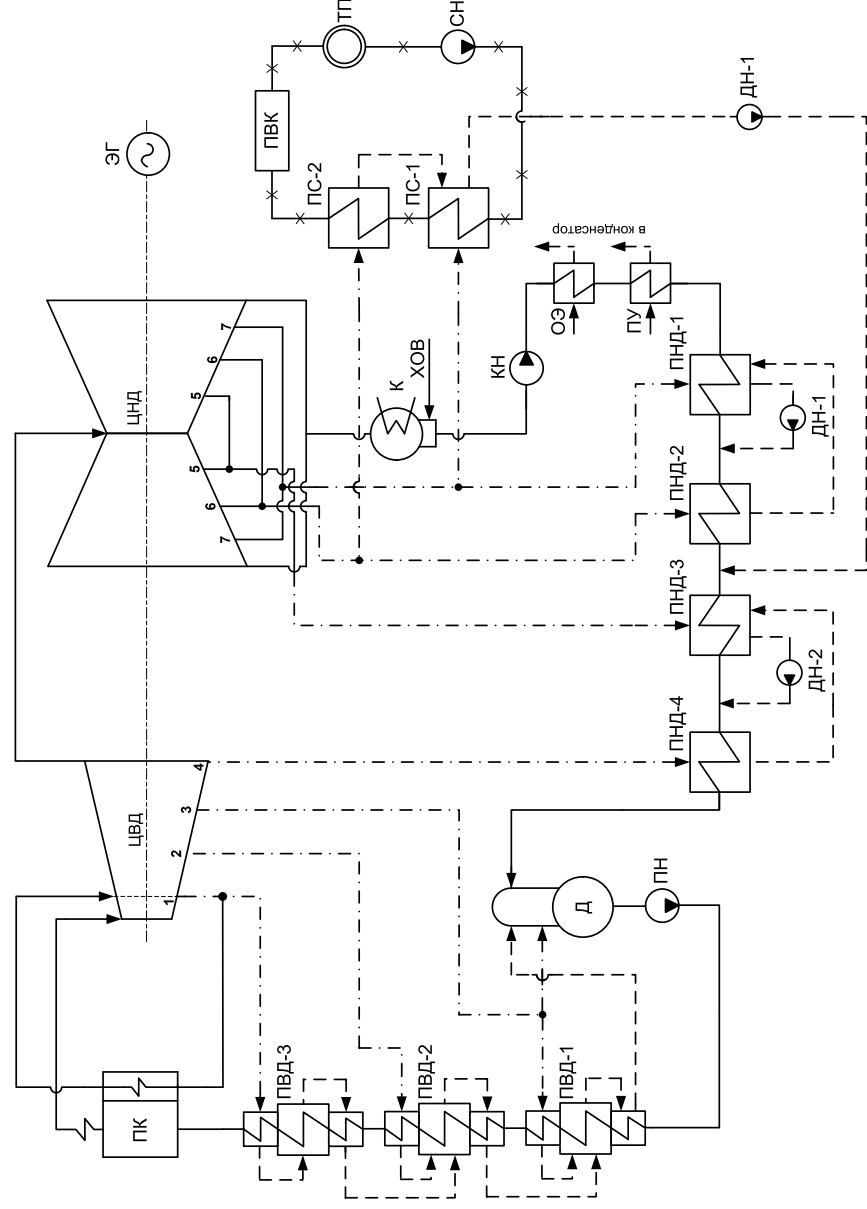 ТП
СН
ПВК
ЭГ
ДН-1
ПС-2
ПС-1
в конденсатор
ЦНД
7
6
5
5
6
7
ОЭ
ПУ
КН
К
ХОВ
ПНД-1
ДН-1
ПНД-2
ПНД-3
ДН-2
ПНД-4
ЦВД
4
3
2
1
Д
ПН
ПК
ПВД-3
ПВД-2
ПВД-1